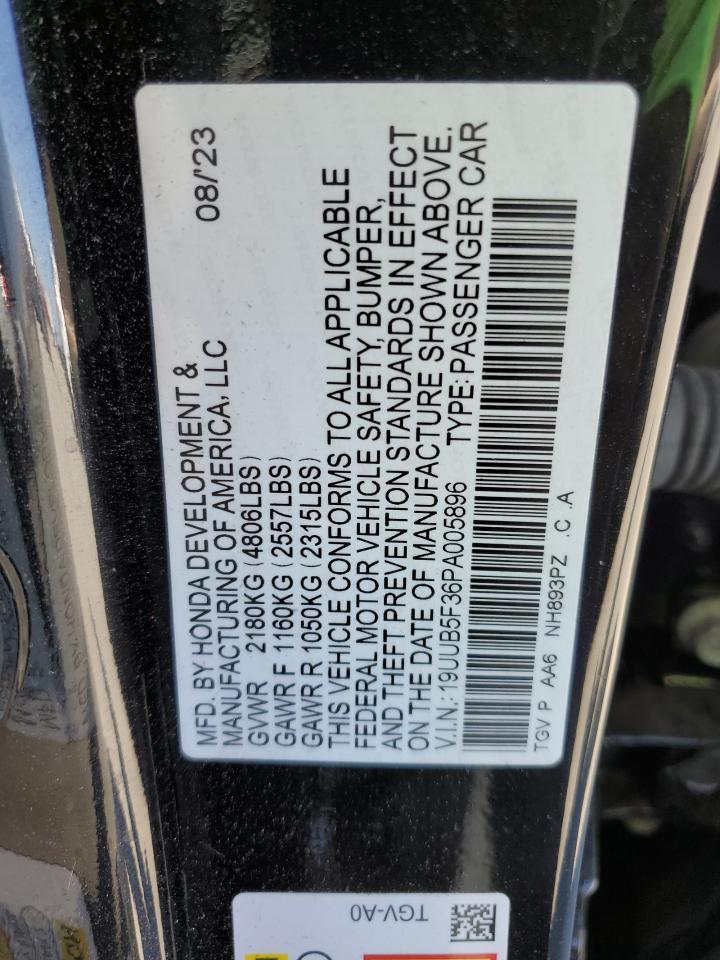 MFD. BY HONDA DEVELOPMENT & 08/'23
MANUFACTURING OF AMERICA, LLC
GVWR 2180KG (4806LBS)
GAWR F 1160KG (2557LBS)
GAWR R 1050KG (2315LBS)
THIS VEHICLE CONFORMS TO ALL APPLICABLE
FEDERAL MOTOR VEHICLE SAFETY, BUMPER,
AND THEFT PREVENTION STANDARDS IN EFFECT
ON THE DATE OF MANUFACTURE SHOWN ABOVE.
V.I.N.: 19UUB5F36PA005896 TYPE: PASSENGER CAR
TGV P AA6 NH893PZ .C .A
TGV-A0